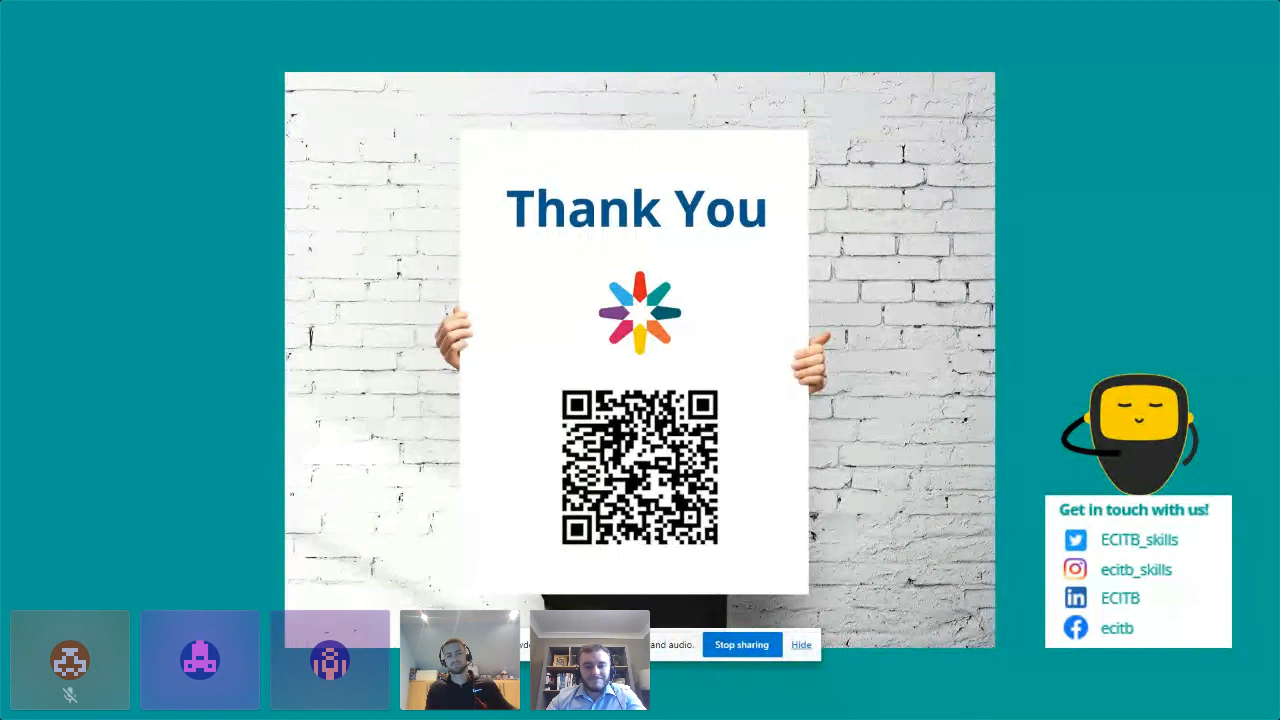 Thank You
Get in touch with us!
ECITB_skills
ecitb_skills
ECITB
ecitb
and audio.
Stop sharing
Hide